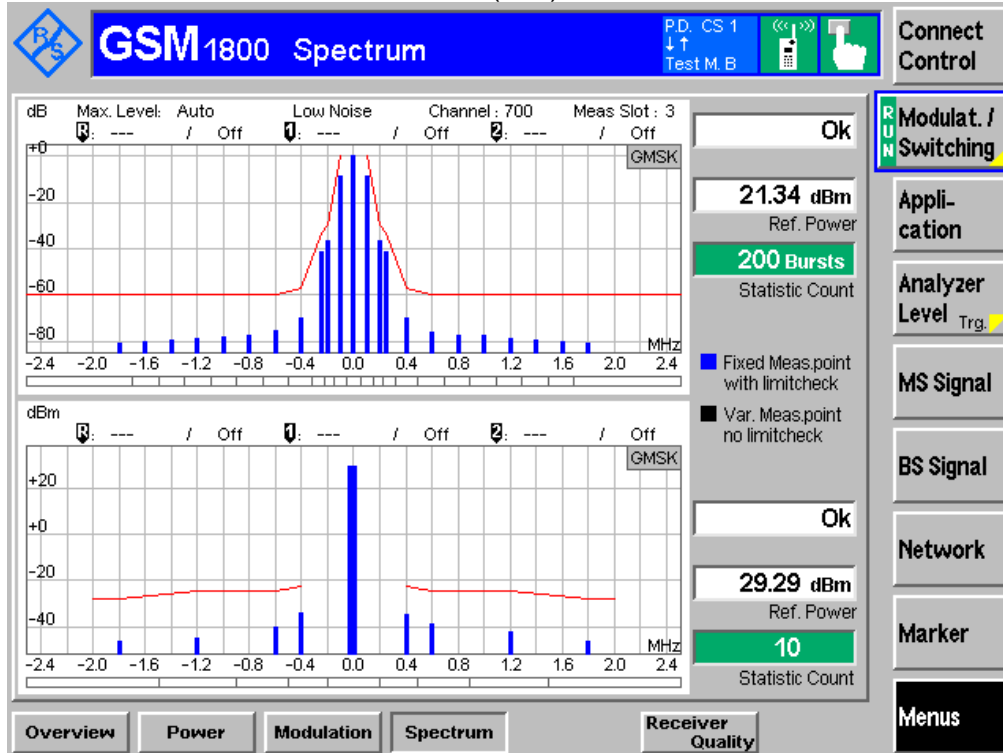 R&S
GSM 1800 Spectrum
P.D. CS 1
↓↑
Test M. B
Connect Control
dB Max. Level: Auto Low Noise Channel : 700 Meas Slot : 3
R: --- / Off 1: --- / Off 2: --- / Off
GMSK
+0
-20
-40
-60
-80
MHz
-2.4 -2.0 -1.6 -1.2 -0.8 -0.4 0.0 0.4 0.8 1.2 1.6 2.0 2.4
Ok
21.34 dBm
Ref. Power
200 Bursts
Statistic Count
Fixed Meas.point
with limitcheck
Var. Meas.point
no limitcheck
dBm
R: --- / Off 1: --- / Off 2: --- / Off
GMSK
+20
+0
-20
-40
MHz
-2.4 -2.0 -1.6 -1.2 -0.8 -0.4 0.0 0.4 0.8 1.2 1.6 2.0 2.4
Ok
29.29 dBm
Ref. Power
10
Statistic Count
RUN
Modulat. /
Switching
Appli-
cation
Analyzer
Level Trg.
MS Signal
BS Signal
Network
Marker
Menus
Overview
Power
Modulation
Spectrum
Receiver
Quality